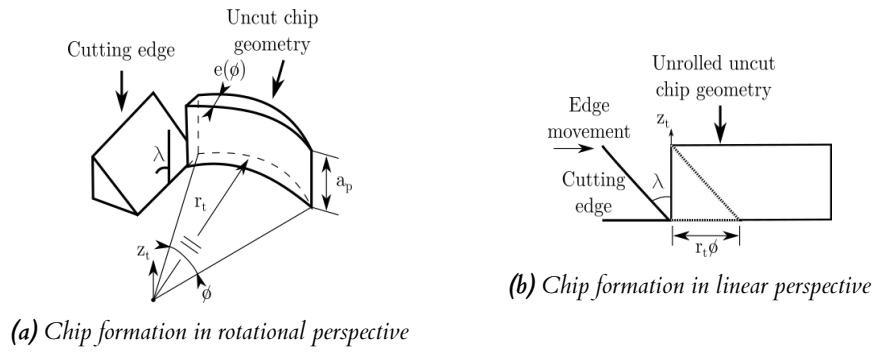 Uncut chip
geometry
Cutting edge
e(ϕ)
λ
r_t
a_p
z_t
ϕ
(a) Chip formation in rotational perspective
Unrolled uncut
chip geometry
Edge
movement
z_t
Cutting
edge
λ
r_tϕ
(b) Chip formation in linear perspective